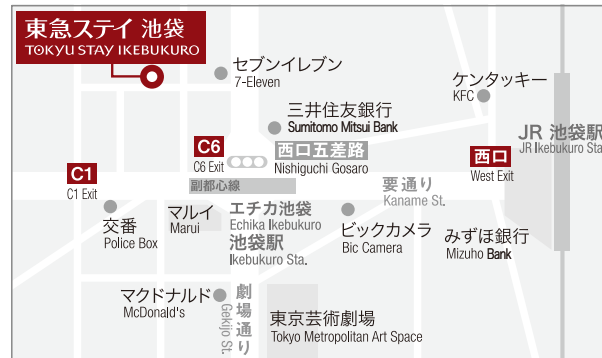 東急ステイ 池袋
TOKYU STAY IKEBUKURO
セブンイレブン
7-Eleven
ケンタッキー
KFC
三井住友銀行
Sumitomo Mitsui Bank
JR 池袋駅
JR Ikebukuro Sta.
C6
C6 Exit
西口五差路
Nishiguchi Gosaro
西口
West Exit
C1
C1 Exit
副都心線
要通り
Kaname St.
交番
Police Box
マルイ
Marui
エチカ池袋
Echika Ikebukuro
池袋駅
Ikebukuro Sta.
ビックカメラ
Bic Camera
みずほ銀行
Mizuho Bank
マクドナルド
McDonald's
劇場通り
Gekijo St.
東京芸術劇場
Tokyo Metropolitan Art Space